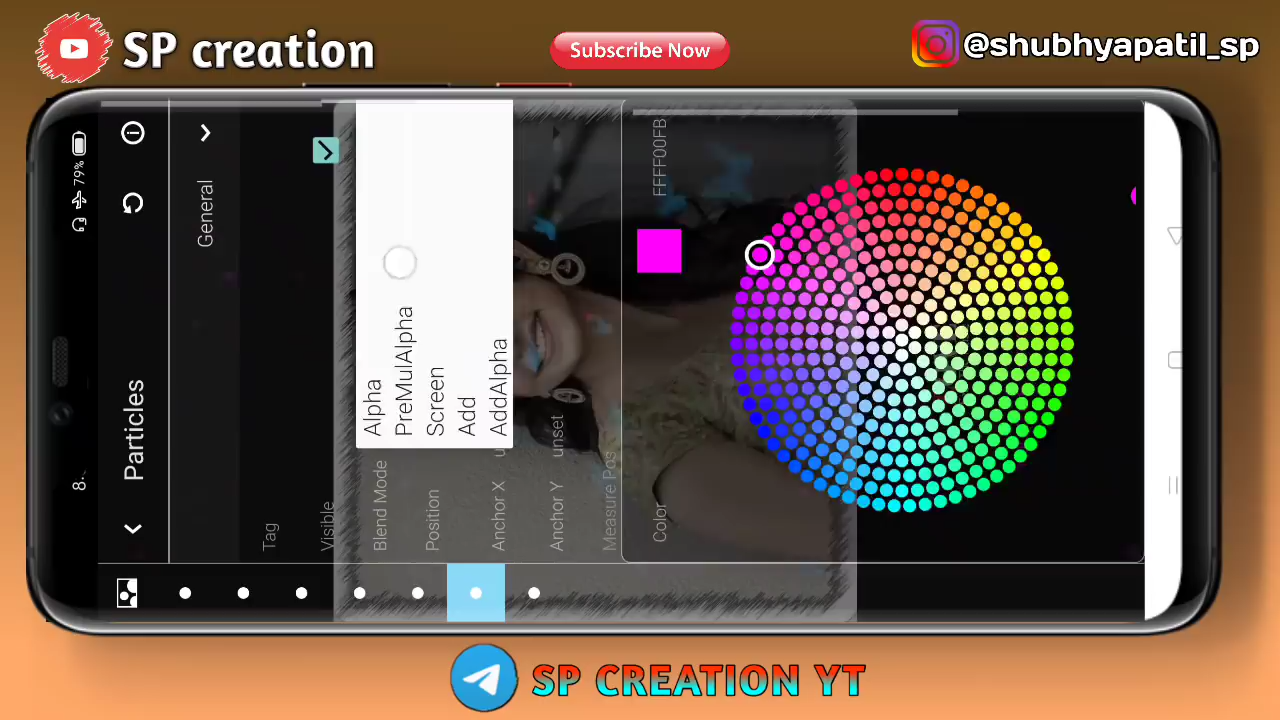 SP creation
Subscribe Now
@shubhyapatil_sp
79%
8..
Particles
General
Tag
Visible
Blend Mode
Alpha
PreMulAlpha
Screen
Add
AddAlpha
Position
Anchor X
Anchor Y
unset
Measure Pos
Color
FFFF00FB
SP CREATION YT